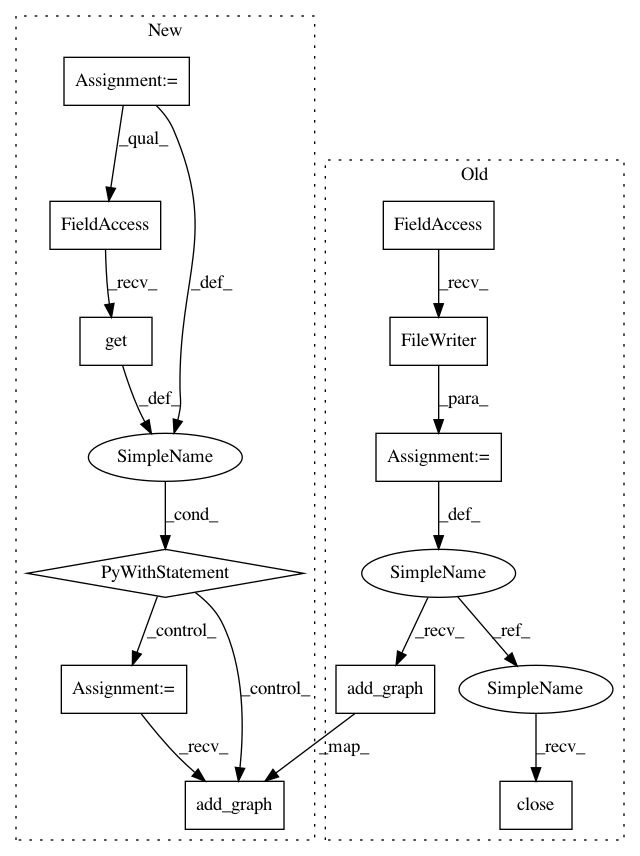 New
Assignment:=
_qual_
Old
FieldAccess
FieldAccess
_recv_
_def_
_recv_
get
FileWriter
_def_
_para_
SimpleName
Assignment:=
_cond_
_def_
PyWithStatement
SimpleName
_control_
_control_
_recv_
_ref_
Assignment:=
add_graph
SimpleName
_recv_
_map_
_recv_
add_graph
close